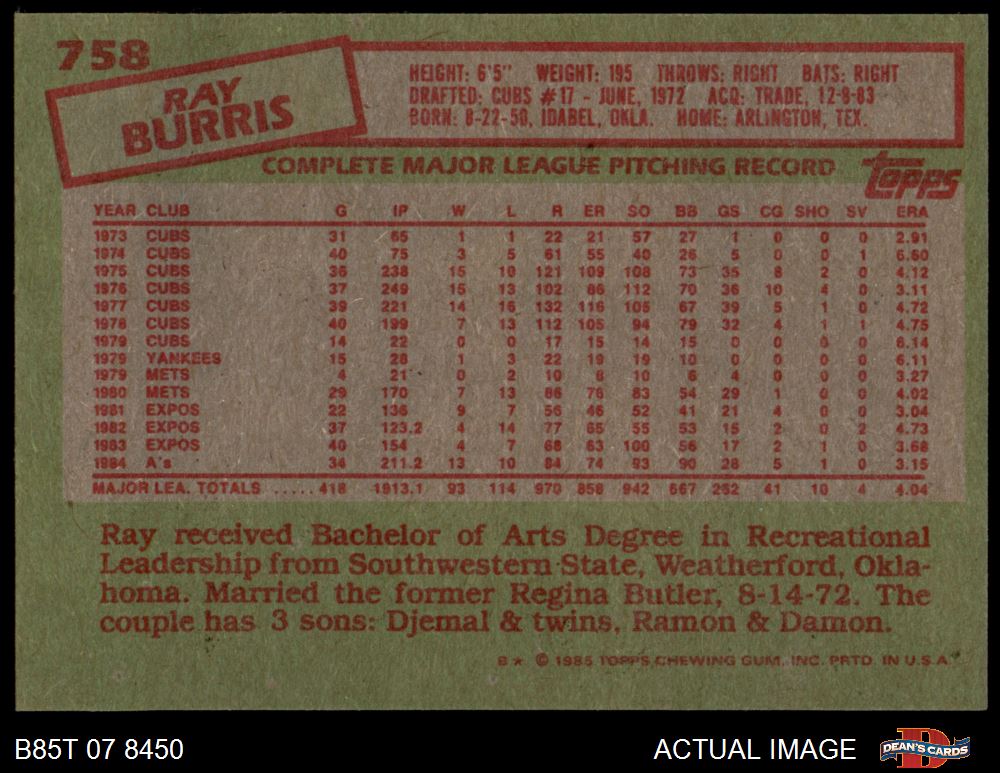 758
RAY
BURRIS
HEIGHT: 6'5" WEIGHT: 195 THROWS: RIGHT BATS: RIGHT
DRAFTED: CUBS #17 - JUNE, 1972 ACQ: TRADE, 12-8-83
BORN: 8-22-50, IDABEL, OKLA. HOME: ARLINGTON, TEX.
COMPLETE MAJOR LEAGUE PITCHING RECORD
topps
YEAR CLUB G IP W L R ER SO BB GS CG SHO SV ERA
1973 CUBS 31 65 1 1 22 21 57 27 1 0 0 0 2.91
1974 CUBS 40 75 3 5 61 55 40 26 5 0 0 1 6.60
1975 CUBS 36 238 15 10 121 109 108 73 35 8 2 0 4.12
1976 CUBS 37 249 15 13 102 86 112 70 36 10 4 0 3.11
1977 CUBS 39 221 14 16 132 116 105 67 39 5 1 0 4.72
1978 CUBS 40 199 7 13 112 105 94 79 32 4 1 1 4.75
1979 CUBS 14 22 0 0 17 15 14 15 0 0 0 0 6.14
1979 YANKEES 15 28 1 3 22 19 19 10 0 0 0 0 6.11
1979 METS 4 21 0 2 10 8 10 6 4 0 0 0 3.27
1980 METS 29 170 7 13 86 76 83 54 29 1 0 0 4.02
1981 EXPOS 22 136 9 7 56 46 52 41 21 4 0 0 3.04
1982 EXPOS 37 123.2 4 14 77 65 55 53 15 2 0 2 4.73
1983 EXPOS 40 154 4 7 68 63 100 56 17 2 1 0 3.68
1984 A's 34 211.2 13 10 84 74 93 90 28 5 1 0 3.15
MAJOR LEA. TOTALS ..... 418 1913.1 93 114 970 858 942 667 262 41 10 4 4.04
Ray received Bachelor of Arts Degree in Recreational
Leadership from Southwestern State, Weatherford, Okla-
homa. Married the former Regina Butler, 8-14-72. The
couple has 3 sons: Djemal & twins, Ramon & Damon.
B★ © 1985 TOPPS CHEWING GUM, INC. PRTD. IN U.S.A.
B85T 07 8450
ACTUAL IMAGE
DEAN'S CARDS